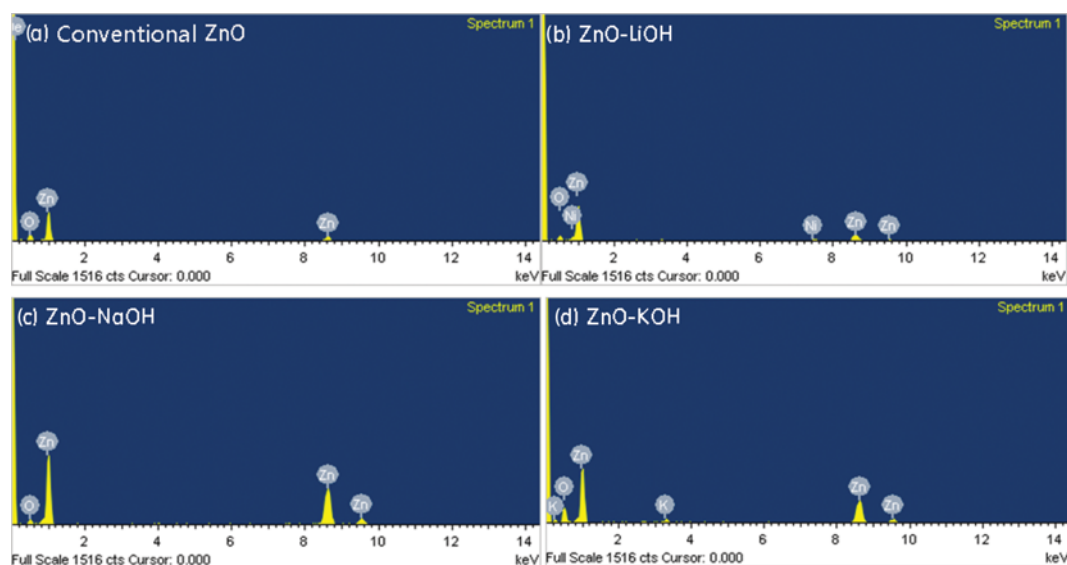 (a) Conventional ZnO
Spectrum 1
Zn
O
Zn
2 4 6 8 10 12 14
Full Scale 1516 cts Cursor: 0.000
keV
(b) ZnO-LiOH
Spectrum 1
O
Zn
Ni
Ni
Zn
Zn
2 4 6 8 10 12 14
Full Scale 1516 cts Cursor: 0.000
keV
(c) ZnO-NaOH
Spectrum 1
Zn
O
Zn
Zn
2 4 6 8 10 12 14
Full Scale 1516 cts Cursor: 0.000
keV
(d) ZnO-KOH
Spectrum 1
Zn
O
K
K
Zn
Zn
2 4 6 8 10 12 14
Full Scale 1516 cts Cursor: 0.000
keV